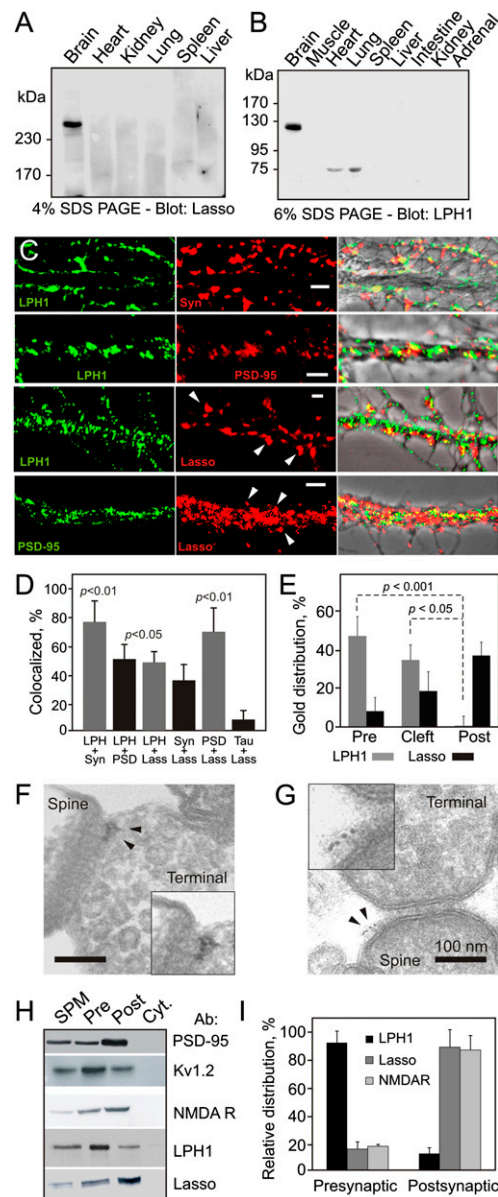 A
Brain
Heart
Kidney
Lung
Spleen
Liver
kDa
230
170
4% SDS PAGE - Blot: Lasso
B
Brain
Muscle
Heart
Lung
Spleen
Liver
Intestine
Kidney
Adrenal
kDa
170
130
95
75
6% SDS PAGE - Blot: LPH1
C
LPH1
Syn
LPH1
PSD-95
LPH1
Lasso
PSD-95
Lasso
D
Colocalized, %
100
80
60
40
20
0
p<0.01
p<0.05
p<0.01
LPH + Syn
LPH + PSD
LPH + Lass
Syn + Lass
PSD + Lass
Tau + Lass
E
Gold distribution, %
60
40
20
0
p < 0.001
p < 0.05
Pre
Cleft
Post
LPH1
Lasso
F
Spine
Terminal
G
Terminal
Spine
100 nm
H
SPM
Pre
Post
Cyt.
Ab:
PSD-95
Kv1.2
NMDA R
LPH1
Lasso
I
Relative distribution, %
100
80
60
40
20
0
LPH1
Lasso
NMDAR
Presynaptic
Postsynaptic